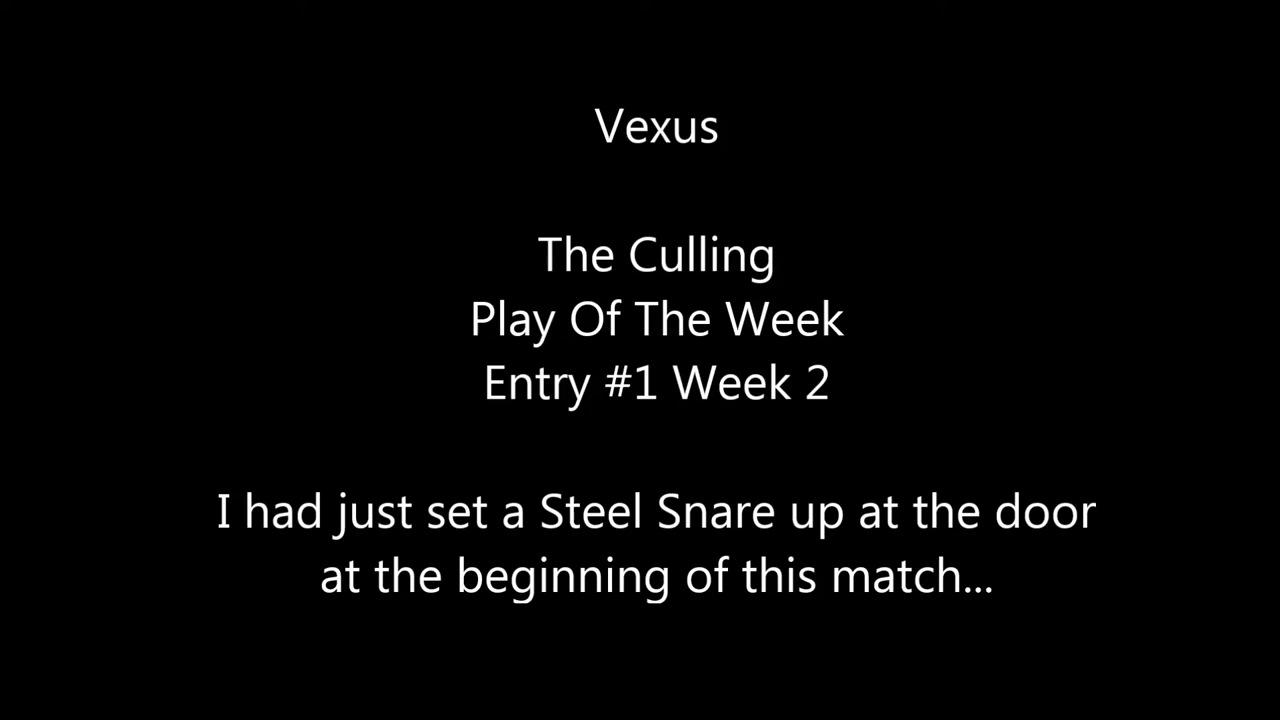 Vexus
The Culling
Play Of The Week
Entry #1 Week 2
I had just set a Steel Snare up at the door
at the beginning of this match...